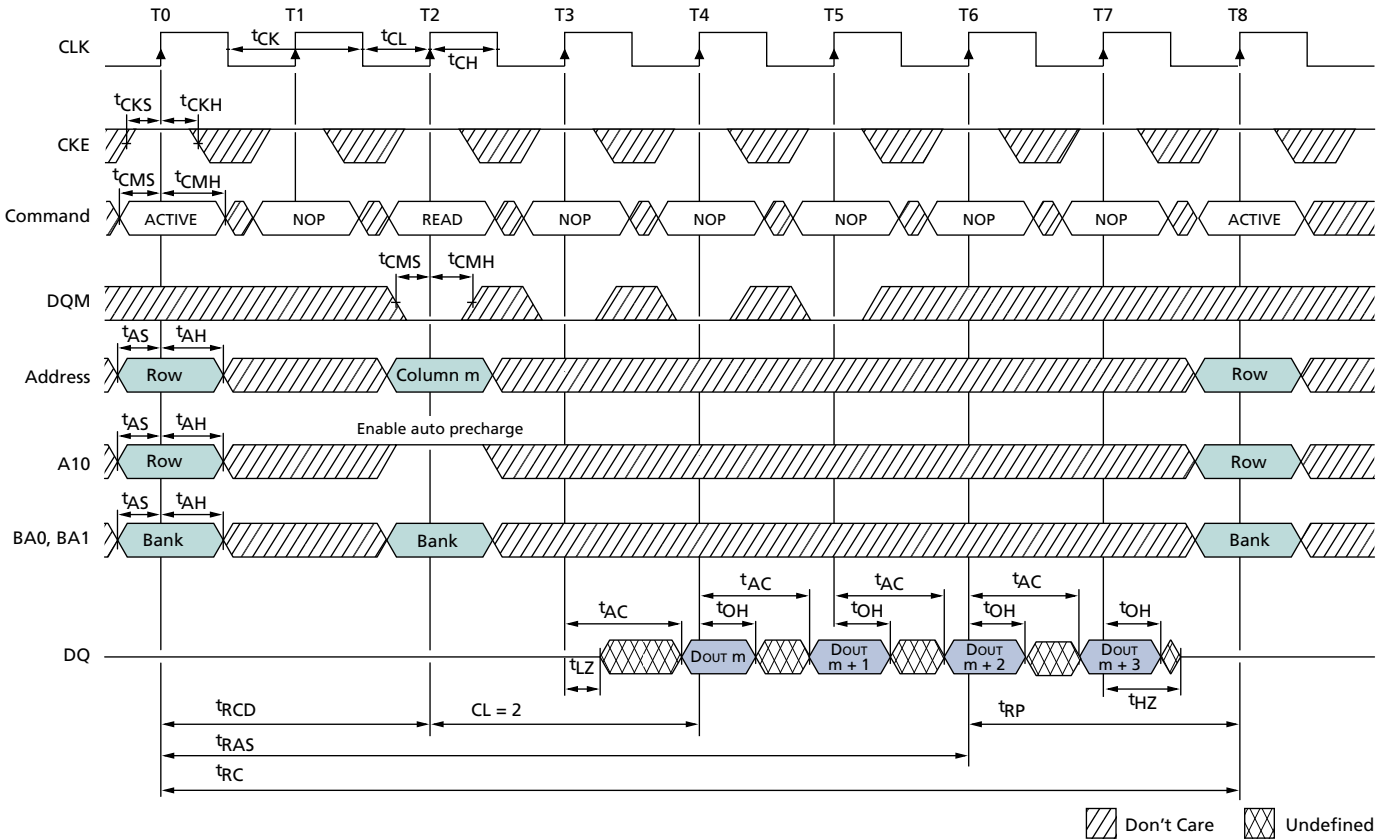 T0 T1 T2 T3 T4 T5 T6 T7 T8
CLK
tCK tCL
tCH
tCKS tCKH
CKE
tCMS tCMH
Command ACTIVE NOP READ NOP NOP NOP NOP NOP ACTIVE
tCMS tCMH
DQM
tAS tAH
Address Row Column m Row
tAS tAH Enable auto precharge
A10 Row Row
tAS tAH
BA0, BA1 Bank Bank Bank
tAC tAC tAC
tAC tOH tOH tOH tOH
DQ DOUT m DOUT m + 1 DOUT m + 2 DOUT m + 3
tLZ tHZ
tRCD CL = 2 tRP
tRAS
tRC
Don't Care Undefined